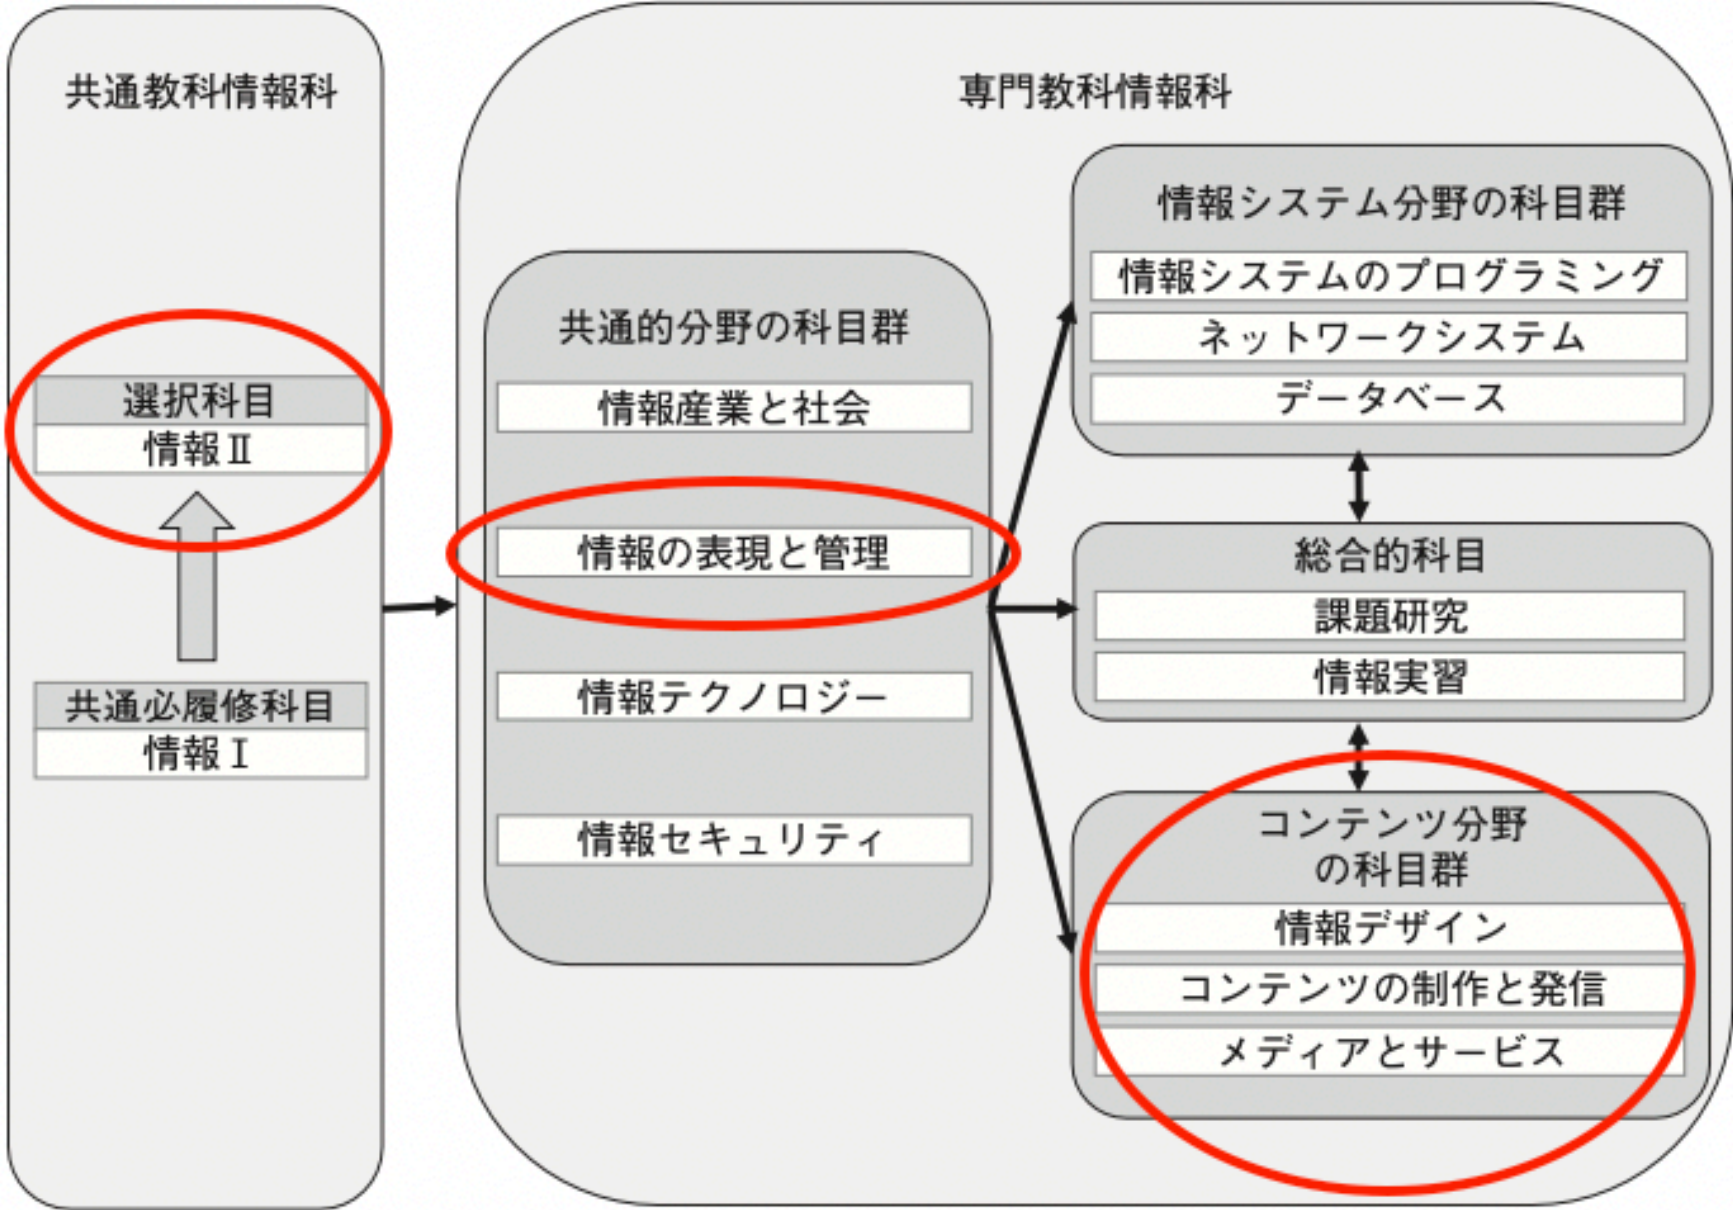 共通教科情報科
選択科目
情報Ⅱ
共通必履修科目
情報Ⅰ
専門教科情報科
共通的分野の科目群
情報産業と社会
情報の表現と管理
情報テクノロジー
情報セキュリティ
情報システム分野の科目群
情報システムのプログラミング
ネットワークシステム
データベース
総合的科目
課題研究
情報実習
コンテンツ分野
の科目群
情報デザイン
コンテンツの制作と発信
メディアとサービス